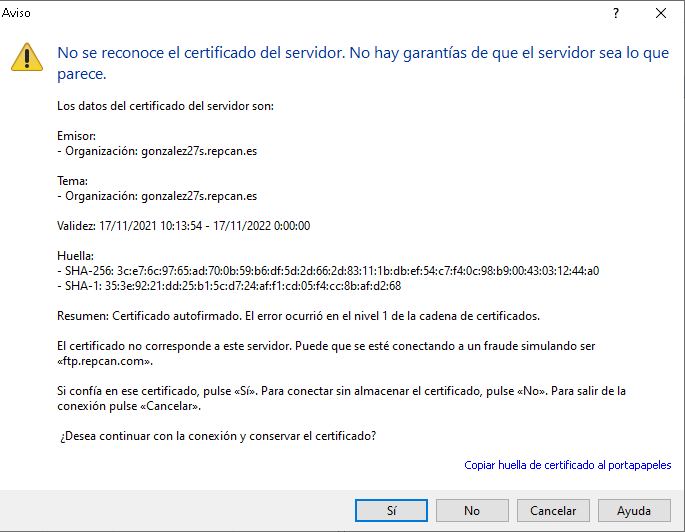 Aviso
?
No se reconoce el certificado del servidor. No hay garantías de que el servidor sea lo que
parece.
Los datos del certificado del servidor son:
Emisor:
- Organización: gonzalez27s.repcan.es
Tema:
- Organización: gonzalez27s.repcan.es
Validez: 17/11/2021 10:13:54 - 17/11/2022 0:00:00
Huella:
- SHA-256: 3c:e7:6c:97:65:ad:70:0b:59:b6:df:5d:2d:66:2d:83:11:1b:db:ef:54:c7:f4:0c:98:b9:00:43:03:12:44:a0
- SHA-1: 35:3e:92:21:dd:25:b1:5c:d7:24:af:f1:cd:05:f4:cc:8b:af:d2:68
Resumen: Certificado autofirmado. El error ocurrió en el nivel 1 de la cadena de certificados.
El certificado no corresponde a este servidor. Puede que se esté conectando a un fraude simulando ser
«ftp.repcan.com».
Si confía en ese certificado, pulse «Sí». Para conectar sin almacenar el certificado, pulse «No». Para salir de la
conexión pulse «Cancelar».
¿Desea continuar con la conexión y conservar el certificado?
Copiar huella de certificado al portapapeles
Sí
No
Cancelar
Ayuda